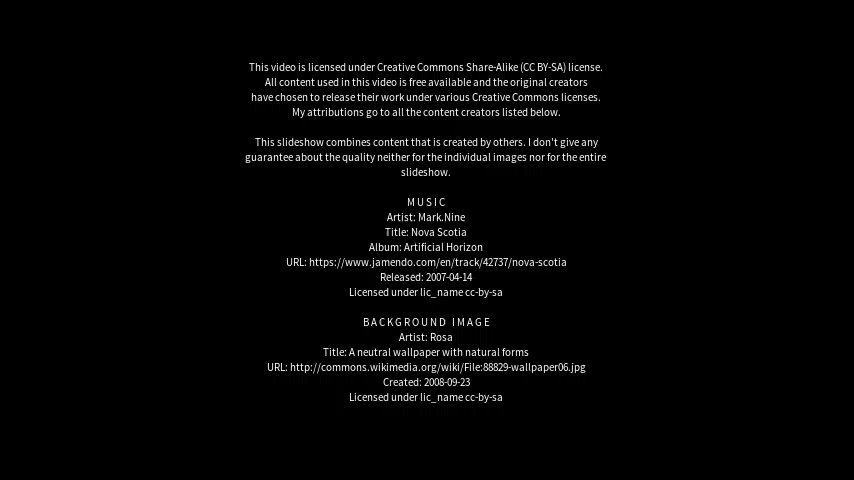 This video is licensed under Creative Commons Share-Alike (CC BY-SA) license.
All content used in this video is free available and the original creators
have chosen to release their work under various Creative Commons licenses.
My attributions go to all the content creators listed below.
This slideshow combines content that is created by others. I don't give any
guarantee about the quality neither for the individual images nor for the entire
slideshow.
MUSIC
Artist: Mark.Nine
Title: Nova Scotia
Album: Artificial Horizon
URL: https://www.jamendo.com/en/track/42737/nova-scotia
Released: 2007-04-14
Licensed under lic_name cc-by-sa
BACKGROUND IMAGE
Artist: Rosa
Title: A neutral wallpaper with natural forms
URL: http://commons.wikimedia.org/wiki/File:88829-wallpaper06.jpg
Created: 2008-09-23
Licensed under lic_name cc-by-sa